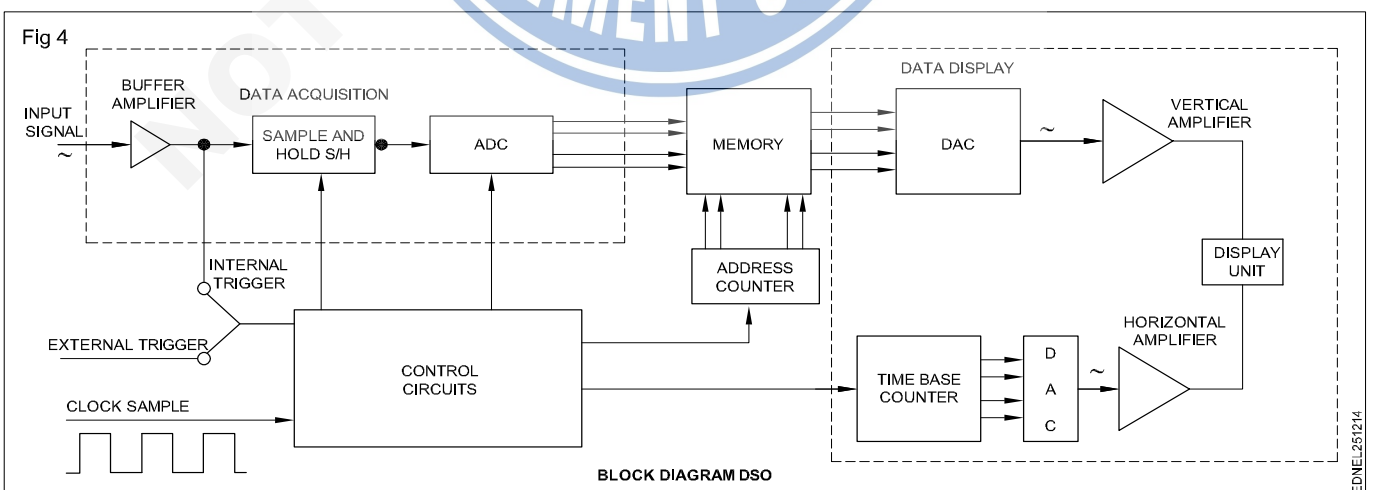 Fig 4
BUFFER
AMPLIFIER
DATA ACQUISITION
INPUT
SIGNAL
~
SAMPLE AND
HOLD S/H
ADC
MEMORY
DATA DISPLAY
DAC
~
VERTICAL
AMPLIFIER
INTERNAL
TRIGGER
ADDRESS
COUNTER
DISPLAY
UNIT
EXTERNAL TRIGGER
CONTROL
CIRCUITS
HORIZONTAL
AMPLIFIER
TIME BASE
COUNTER
D
A
C
~
CLOCK SAMPLE
BLOCK DIAGRAM DSO
EDNEL251214
NOT